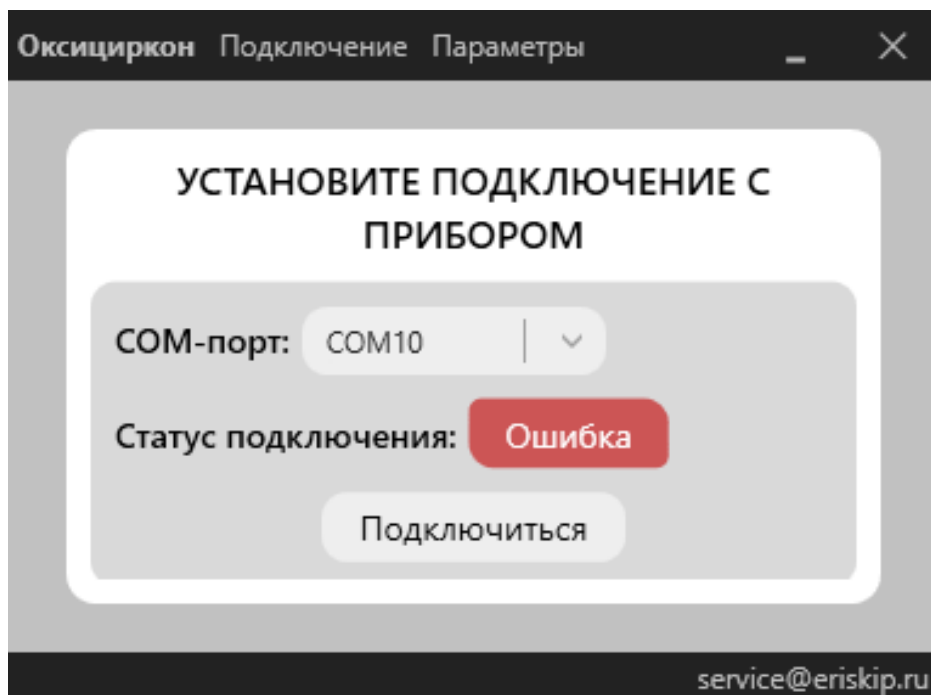 Оксициркон Подключение Параметры
УСТАНОВИТЕ ПОДКЛЮЧЕНИЕ С
ПРИБОРОМ
COM-порт: COM10
Статус подключения: Ошибка
Подключиться
service@eriskip.ru